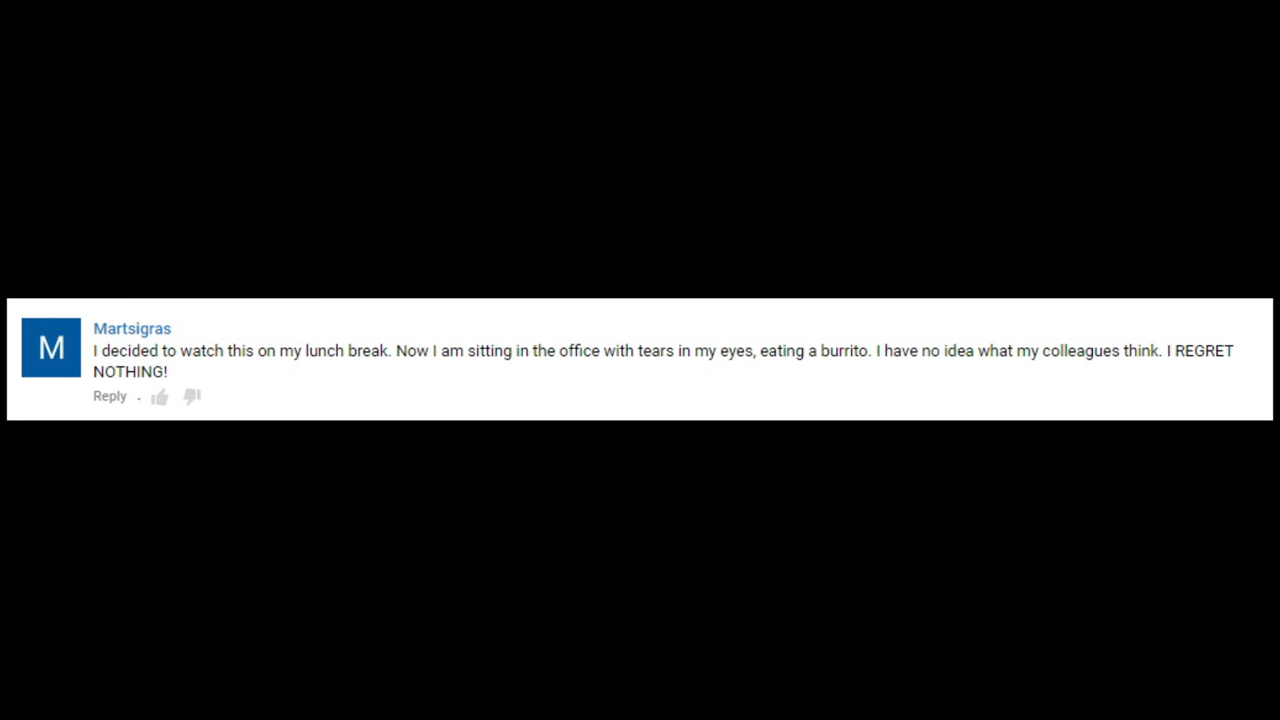 M
Martsigras
I decided to watch this on my lunch break. Now I am sitting in the office with tears in my eyes, eating a burrito. I have no idea what my colleagues think. I REGRET
NOTHING!
Reply .